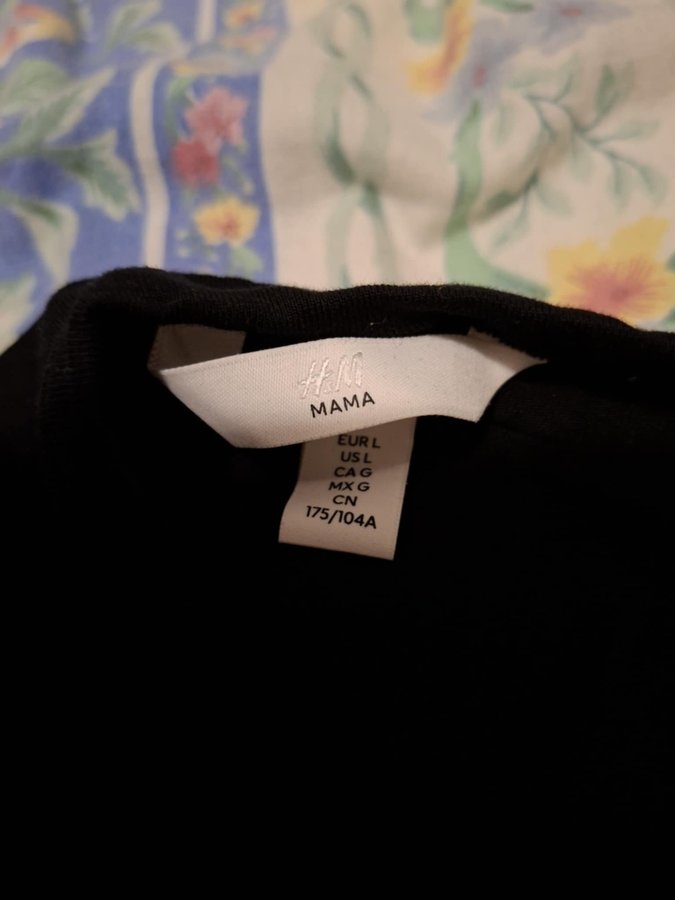 H&M
MAMA
EUR L
US L
CA G
MX G
CN
175/104A